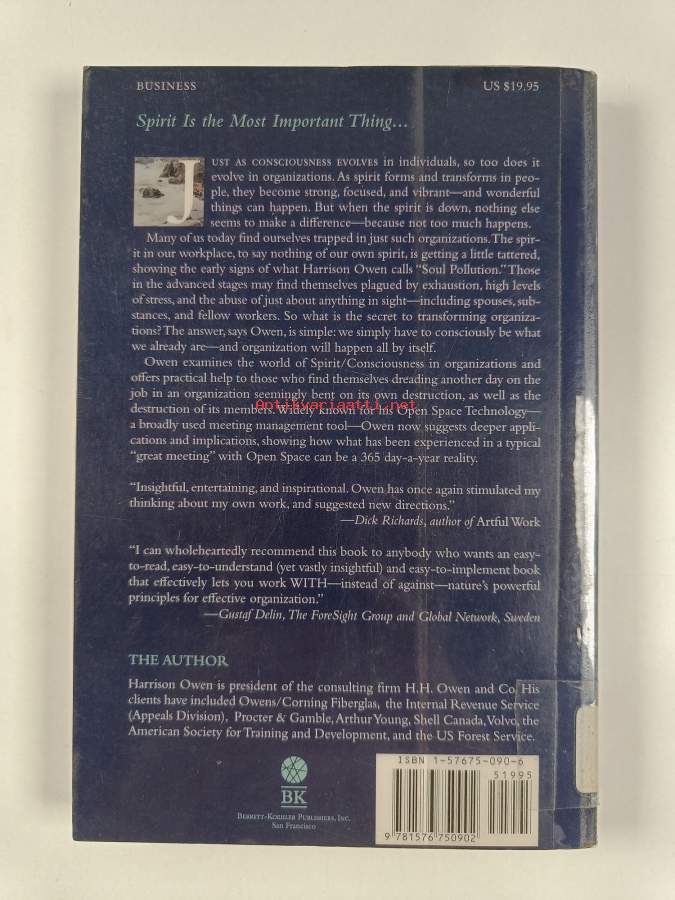 BUSINESS
US $19.95
Spirit Is the Most Important Thing...
JUST AS CONSCIOUSNESS EVOLVES in individuals, so too does it
evolve in organizations. As spirit forms and transforms in peo-
ple, they become strong, focused, and vibrant—and wonderful
things can happen. But when the spirit is down, nothing else
seems to make a difference—because not too much happens.
Many of us today find ourselves trapped in just such organizations. The spir-
it in our workplace, to say nothing of our own spirit, is getting a little tattered,
showing the early signs of what Harrison Owen calls “Soul Pollution.” Those
in the advanced stages may find themselves plagued by exhaustion, high levels
of stress, and the abuse of just about anything in sight—including spouses, sub-
stances, and fellow workers. So what is the secret to transforming organiza-
tions? The answer, says Owen, is simple: we simply have to consciously be what
we already are—and organization will happen all by itself.
Owen examines the world of Spirit/Consciousness in organizations and
offers practical help to those who find themselves dreading another day on the
job in an organization seemingly bent on its own destruction, as well as the
destruction of its members. Widely known for his Open Space Technology—
antikvariaatti.net
a broadly used meeting management tool—Owen now suggests deeper appli-
cations and implications, showing how what has been experienced in a typical
“great meeting” with Open Space can be a 365 day-a-year reality.
“Insightful, entertaining, and inspirational. Owen has once again stimulated my
thinking about my own work, and suggested new directions.”
—Dick Richards, author of Artful Work
“I can wholeheartedly recommend this book to anybody who wants an easy-
to-read, easy-to-understand (yet vastly insightful) and easy-to-implement book
that effectively lets you work WITH—instead of against—nature’s powerful
principles for effective organization.”
—Gustaf Delin, The ForeSight Group and Global Network, Sweden
THE AUTHOR
Harrison Owen is president of the consulting firm H.H. Owen and Co. His
clients have included Owens/Corning Fiberglas, the Internal Revenue Service
(Appeals Division), Procter & Gamble, Arthur Young, Shell Canada, Volvo, the
American Society for Training and Development, and the US Forest Service.
BK
BERRETT-KOEHLER PUBLISHERS, INC.
San Francisco
ISBN 1-57675-090-6
51995
9 781576 750902